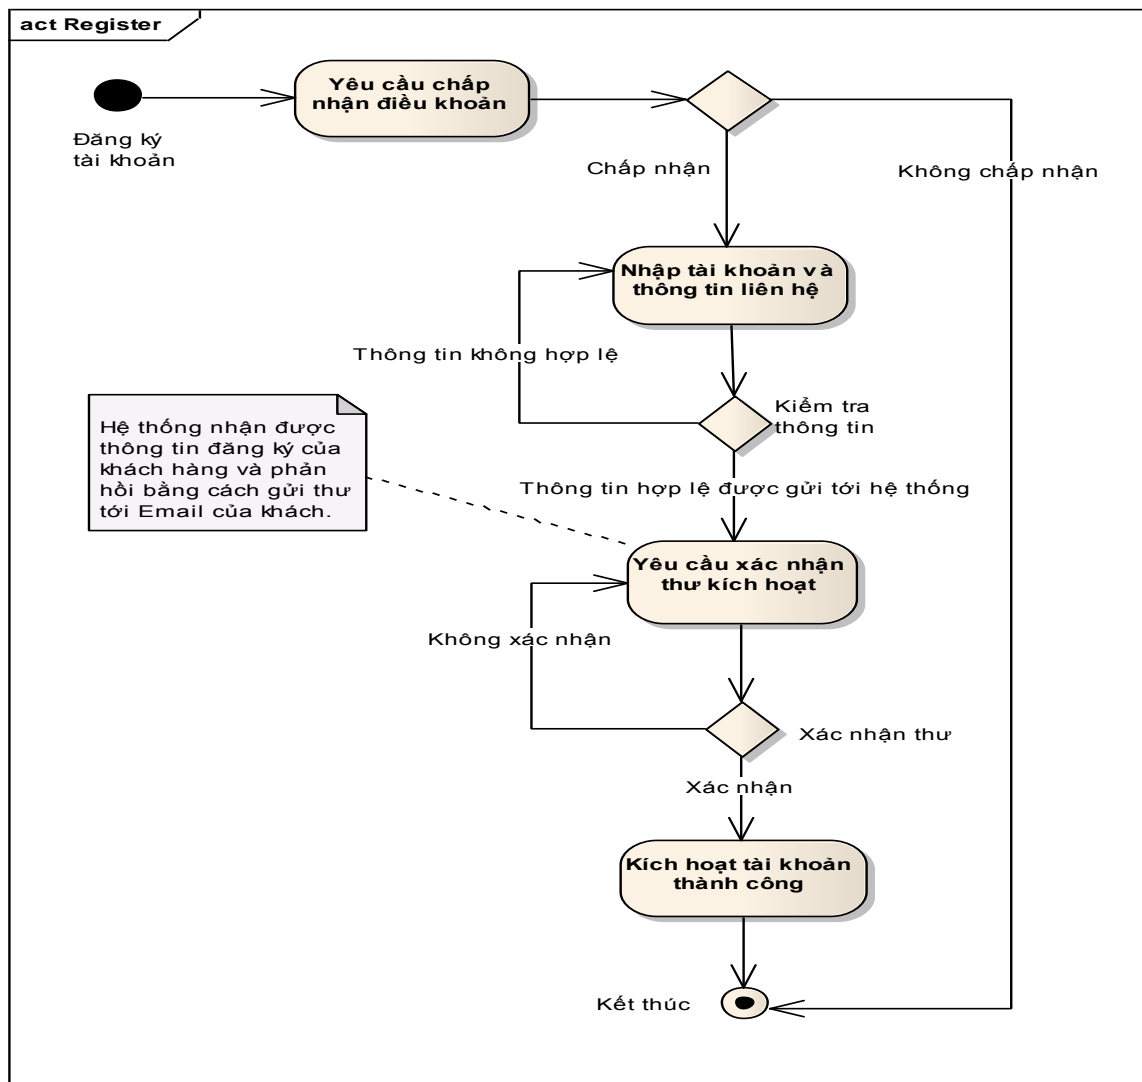 act Register
Yêu cầu chấp
nhận điều khoản
Đăng ký
tài khoản
Chấp nhận
Không chấp nhận
Nhập tài khoản và
thông tin liên hệ
Thông tin không hợp lệ
Kiểm tra
thông tin
Hệ thống nhận được
thông tin đăng ký của
khách hàng và phản
hồi bằng cách gửi thư
tới Email của khách.
Thông tin hợp lệ được gửi tới hệ thống
Yêu cầu xác nhận
thư kích hoạt
Không xác nhận
Xác nhận thư
Xác nhận
Kích hoạt tài khoản
thành công
Kết thúc